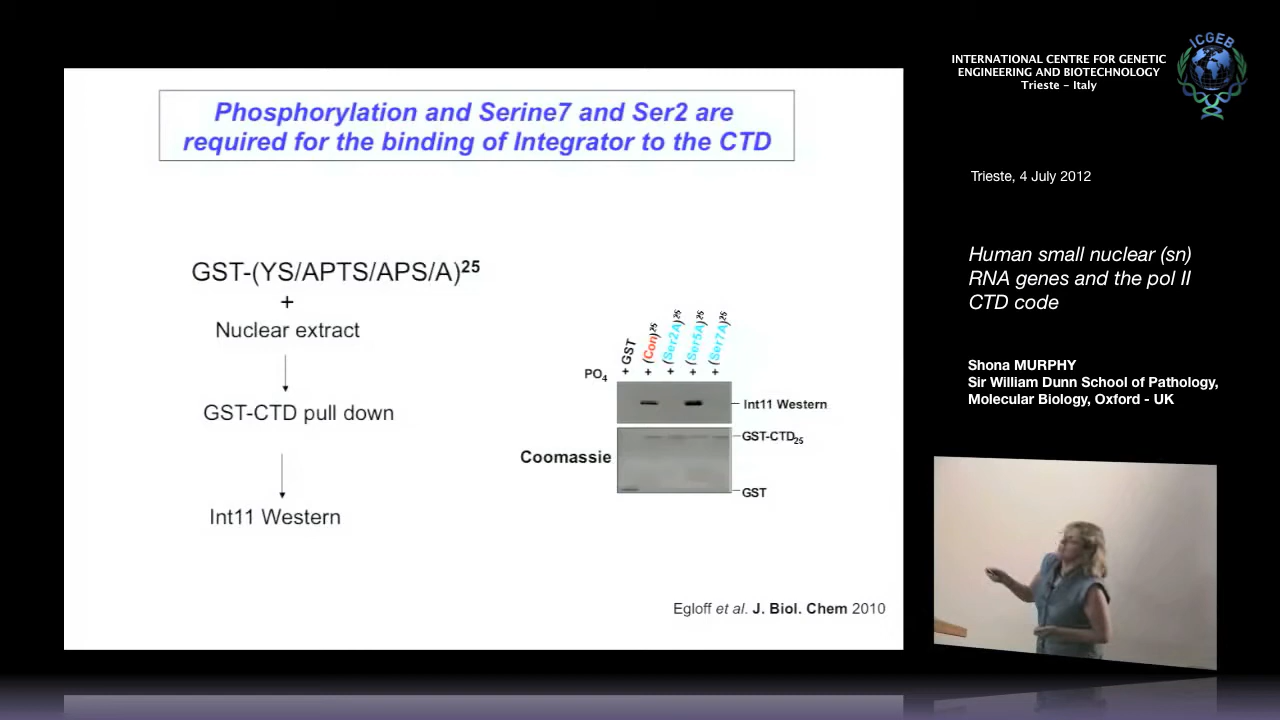 Phosphorylation and Serine7 and Ser2 are
required for the binding of Integrator to the CTD
GST-(YS/APTS/APS/A)25
+
Nuclear extract
GST-CTD pull down
Int11 Western
PO4
+ GST
+ (Con)25
+ (Ser2A)25
+ (Ser5A)25
+ (Ser7A)25
Int11 Western
Coomassie
GST-CTD25
GST
Egloff et al. J. Biol. Chem 2010
INTERNATIONAL CENTRE FOR GENETIC
ENGINEERING AND BIOTECHNOLOGY
Trieste – Italy
ICGEB
Trieste, 4 July 2012
Human small nuclear (sn)
RNA genes and the pol II
CTD code
Shona MURPHY
Sir William Dunn School of Pathology,
Molecular Biology, Oxford - UK